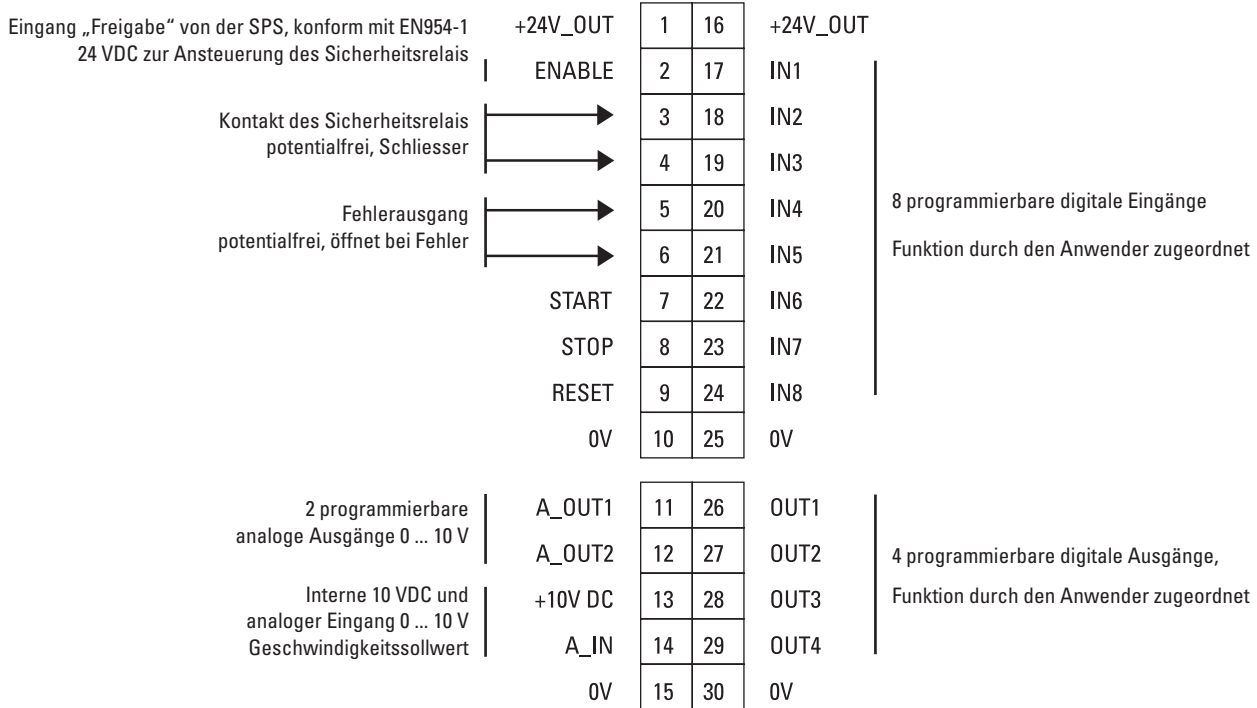 Eingang „Freigabe“ von der SPS, konform mit EN954-1
24 VDC zur Ansteuerung des Sicherheitsrelais
+24V_OUT 1 16 +24V_OUT
ENABLE 2 17 IN1
Kontakt des Sicherheitsrelais
potentialfrei, Schliesser
3 18 IN2
4 19 IN3
Fehlerausgang
potentialfrei, öffnet bei Fehler
5 20 IN4
6 21 IN5
START 7 22 IN6
STOP 8 23 IN7
RESET 9 24 IN8
0V 10 25 0V
8 programmierbare digitale Eingänge
Funktion durch den Anwender zugeordnet
2 programmierbare
analoge Ausgänge 0 ... 10 V
A_OUT1 11 26 OUT1
A_OUT2 12 27 OUT2
Interne 10 VDC und
analoger Eingang 0 ... 10 V
Geschwindigkeitssollwert
+10V DC 13 28 OUT3
A_IN 14 29 OUT4
0V 15 30 0V
4 programmierbare digitale Ausgänge,
Funktion durch den Anwender zugeordnet